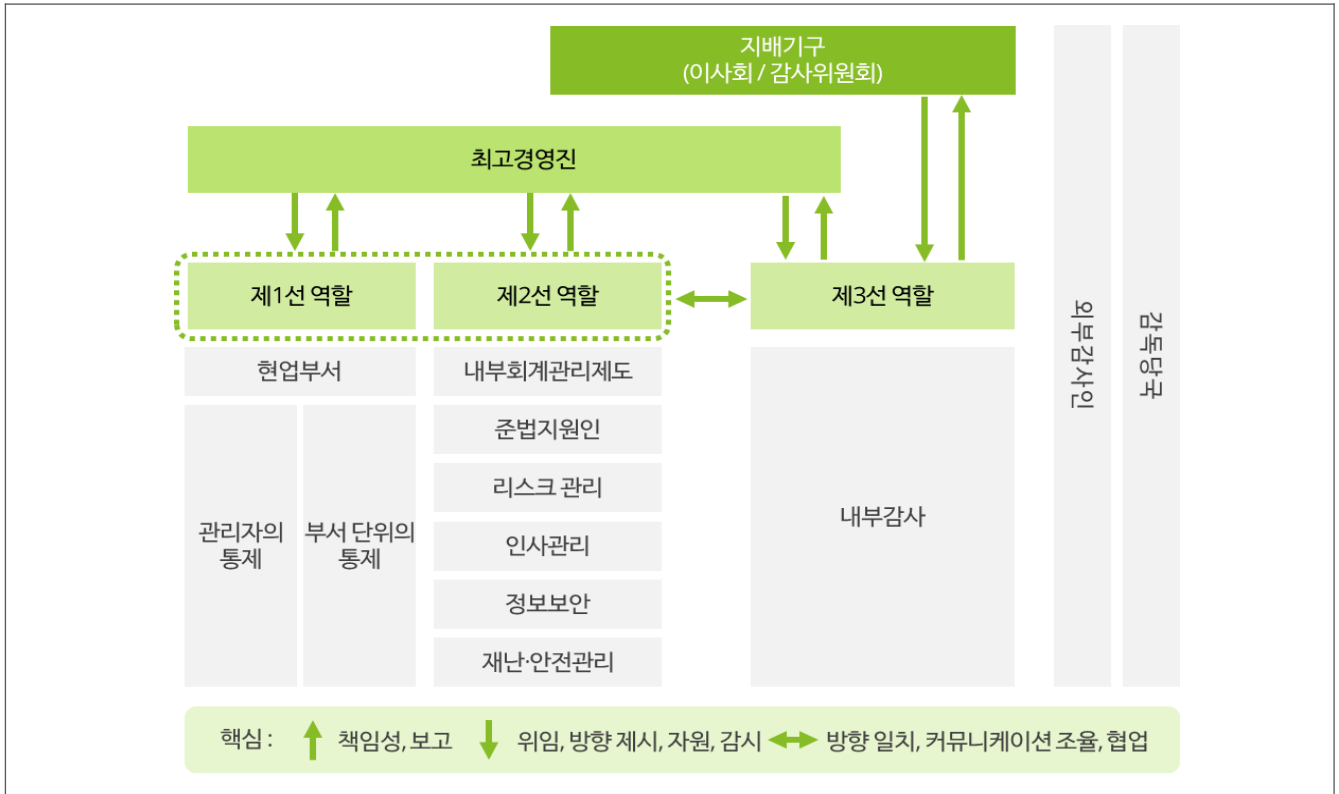 지배기구
(이사회 / 감사위원회)
최고경영진
제1선 역할
제2선 역할
제3선 역할
현업부서
관리자의
통제
부서 단위의
통제
내부회계관리제도
준법지원인
리스크 관리
인사관리
정보보안
재난·안전관리
내부감사
외부감사인
감독당국
핵심 : 책임성, 보고 위임, 방향 제시, 자원, 감시 방향 일치, 커뮤니케이션 조율, 협업